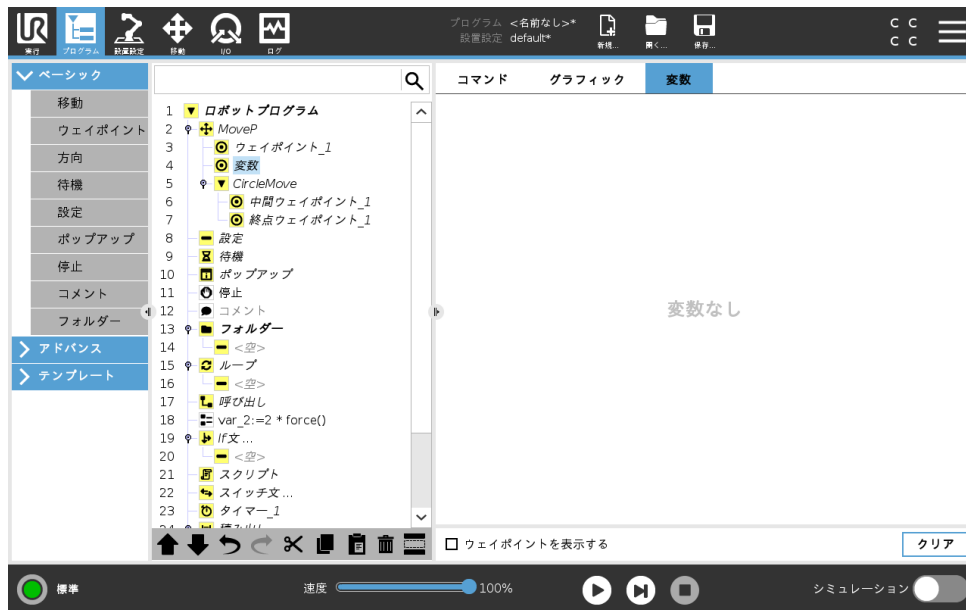 プログラム <名前なし>*
設置設定 default*
UR
実行
プログラム
設置設定
移動
I/O
ログ
新規...
開く...
保存...
C C
C C
ベーシック
移動
ウェイポイント
方向
待機
設定
ポップアップ
停止
コメント
フォルダー
アドバンス
テンプレート
1 ロボットプログラム
2 MoveP
3 ウェイポイント_1
4 変数
5 CircleMove
6 中間ウェイポイント_1
7 終点ウェイポイント_1
8 設定
9 待機
10 ポップアップ
11 停止
12 コメント
13 フォルダー
14 <空>
15 ループ
16 <空>
17 呼び出し
18 var_2:=2 * force()
19 If文 ...
20 <空>
21 スクリプト
22 スイッチ文 ...
23 タイマー_1
コマンド
グラフィック
変数
変数なし
ウェイポイントを表示する
クリア
標準
速度
100%
シミュレーション